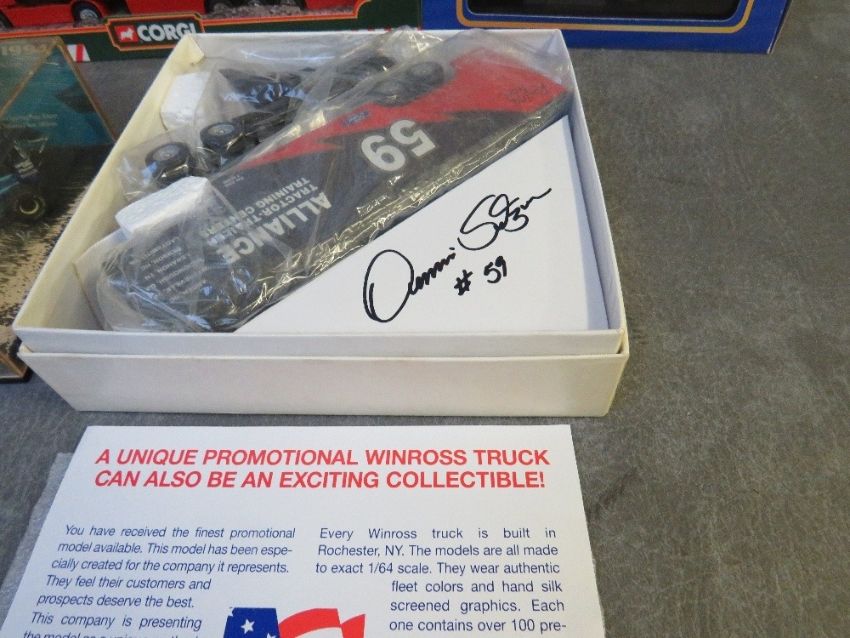 CORGI
59
ALLIANCE
TRACTOR-TRAILER
TRAINING CENTERS
Dennis
# 59
A UNIQUE PROMOTIONAL WINROSS TRUCK
CAN ALSO BE AN EXCITING COLLECTIBLE!
You have received the finest promotional
model available. This model has been espe-
cially created for the company it represents.
They feel their customers and
prospects deserve the best.
This company is presenting
Every Winross truck is built in
Rochester, NY. The models are all made
to exact 1/64 scale. They wear authentic
fleet colors and hand silk
screened graphics. Each
one contains over 100 pre-